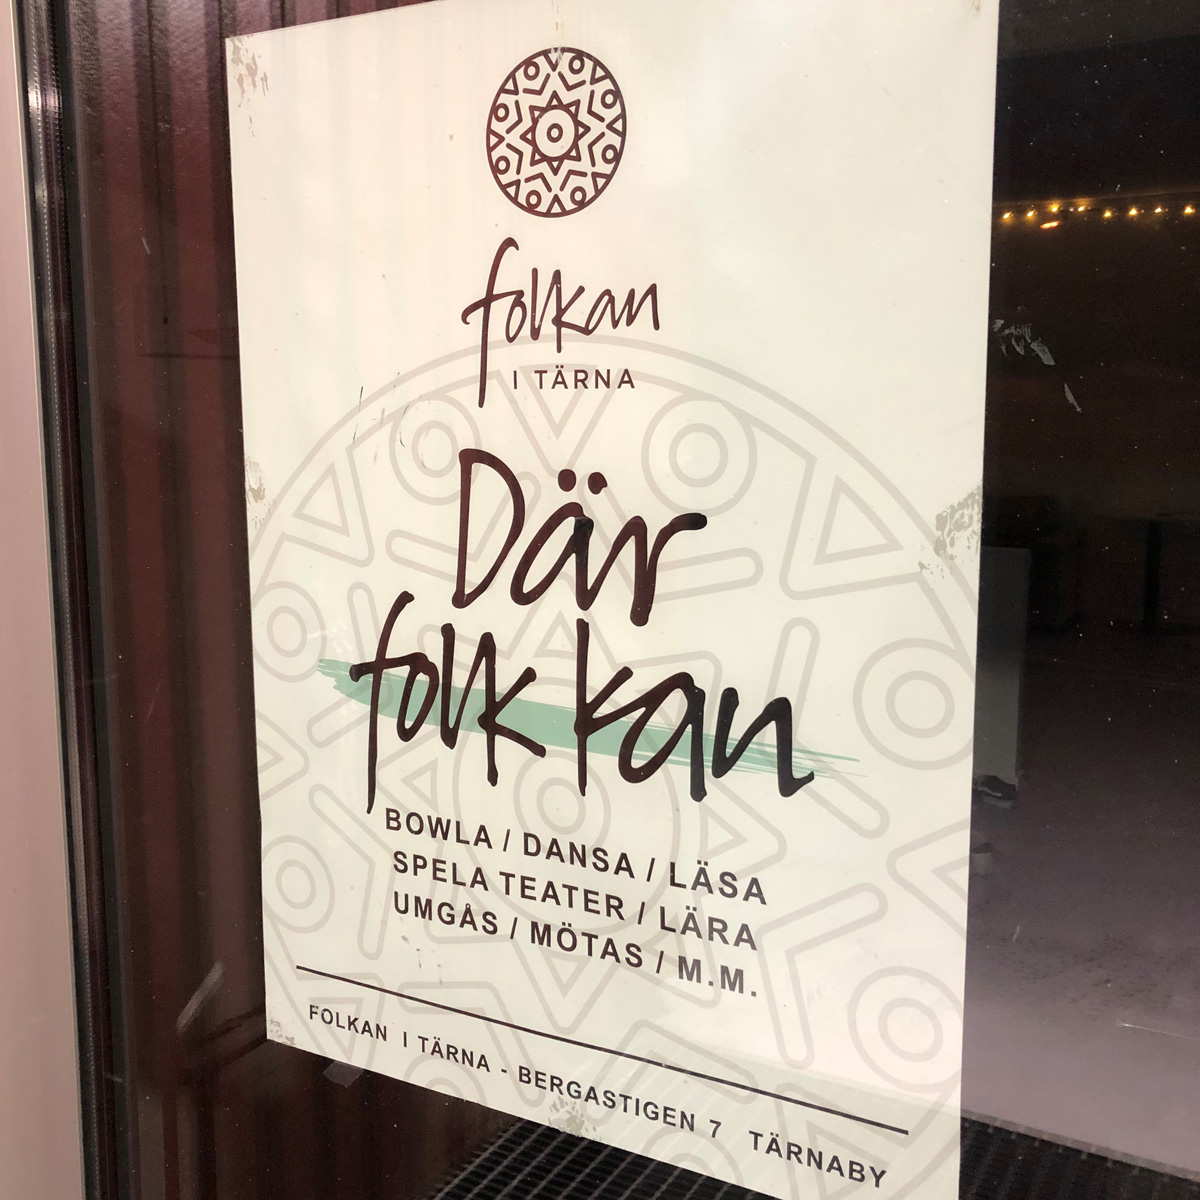 folkan
I TÄRNA
Där
folk kan
BOWLA / DANSA / LÄSA
SPELA TEATER / LÄRA
UMGÅS / MÖTAS / M.M.
FOLKAN I TÄRNA - BERGASTIGEN 7 TÄRNABY